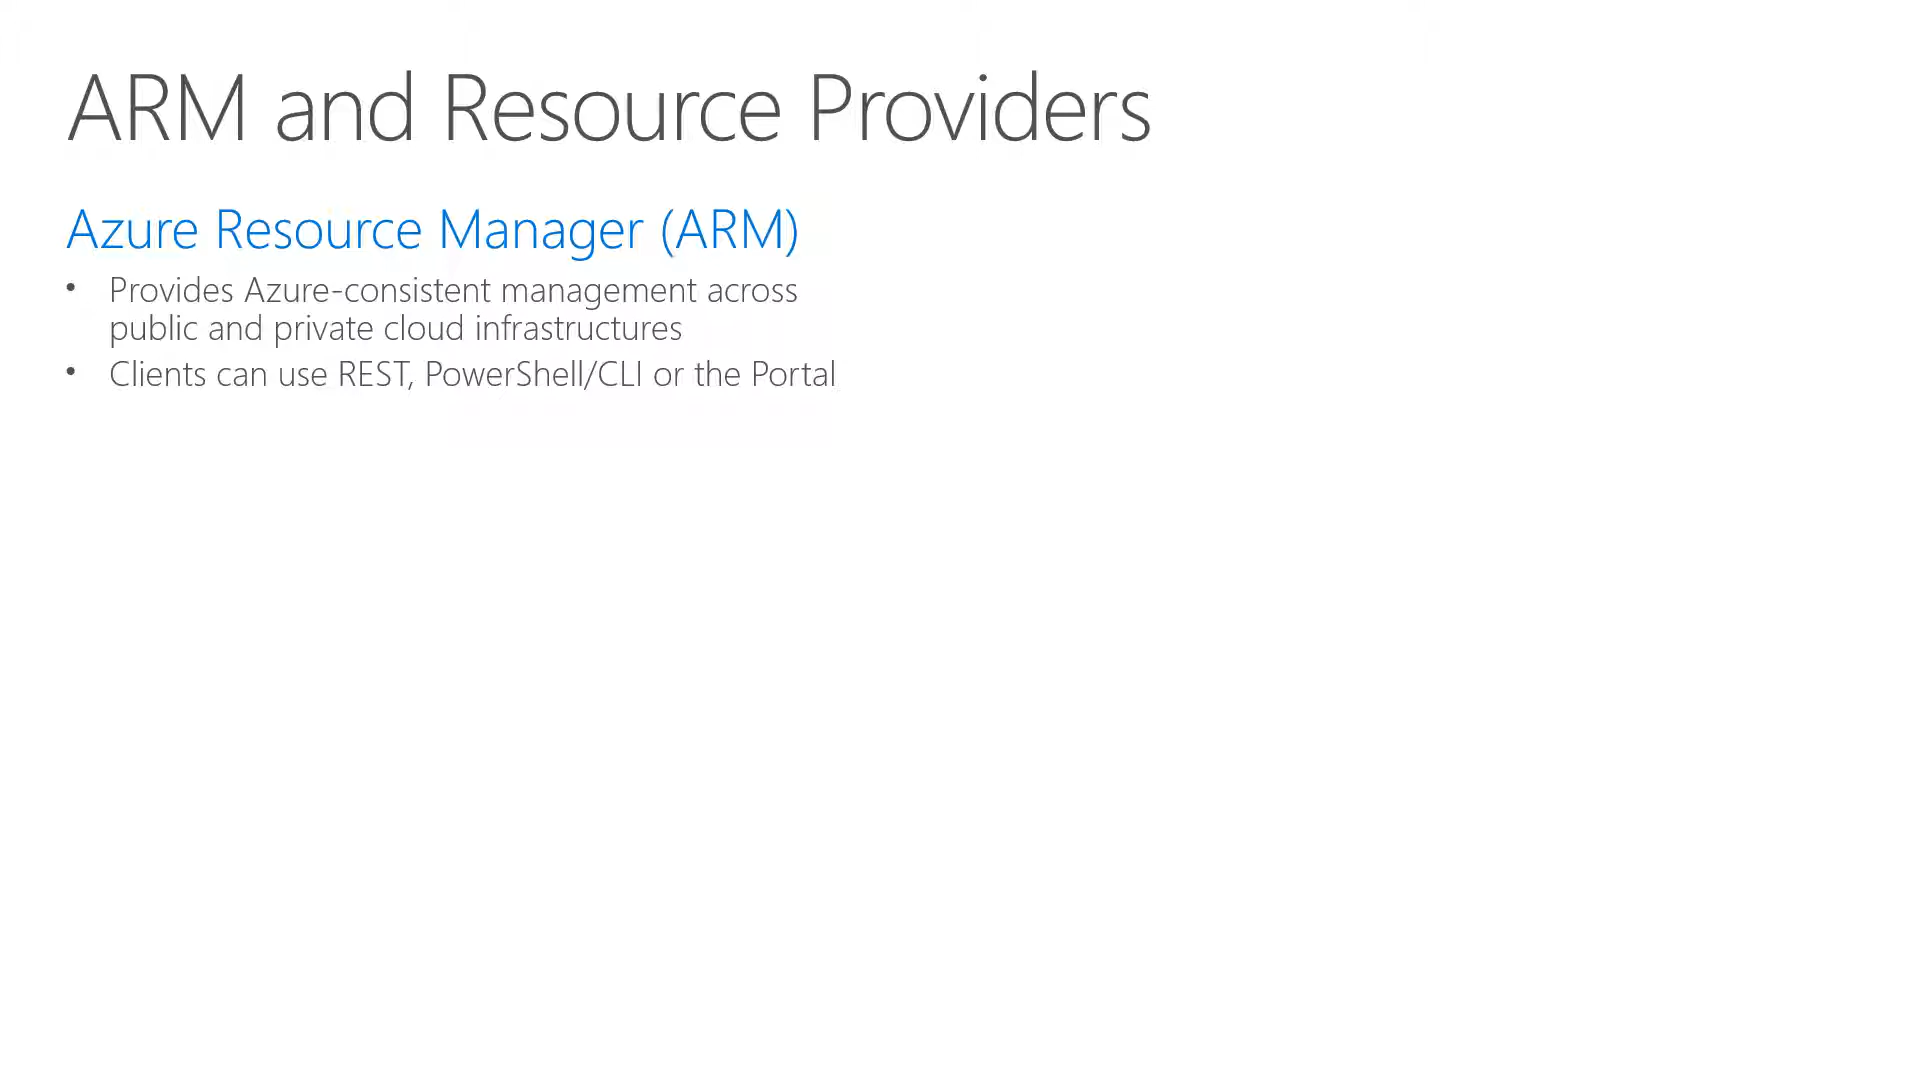 ARM and Resource Providers
Azure Resource Manager (ARM)
• Provides Azure-consistent management across
public and private cloud infrastructures
• Clients can use REST, PowerShell/CLI or the Portal